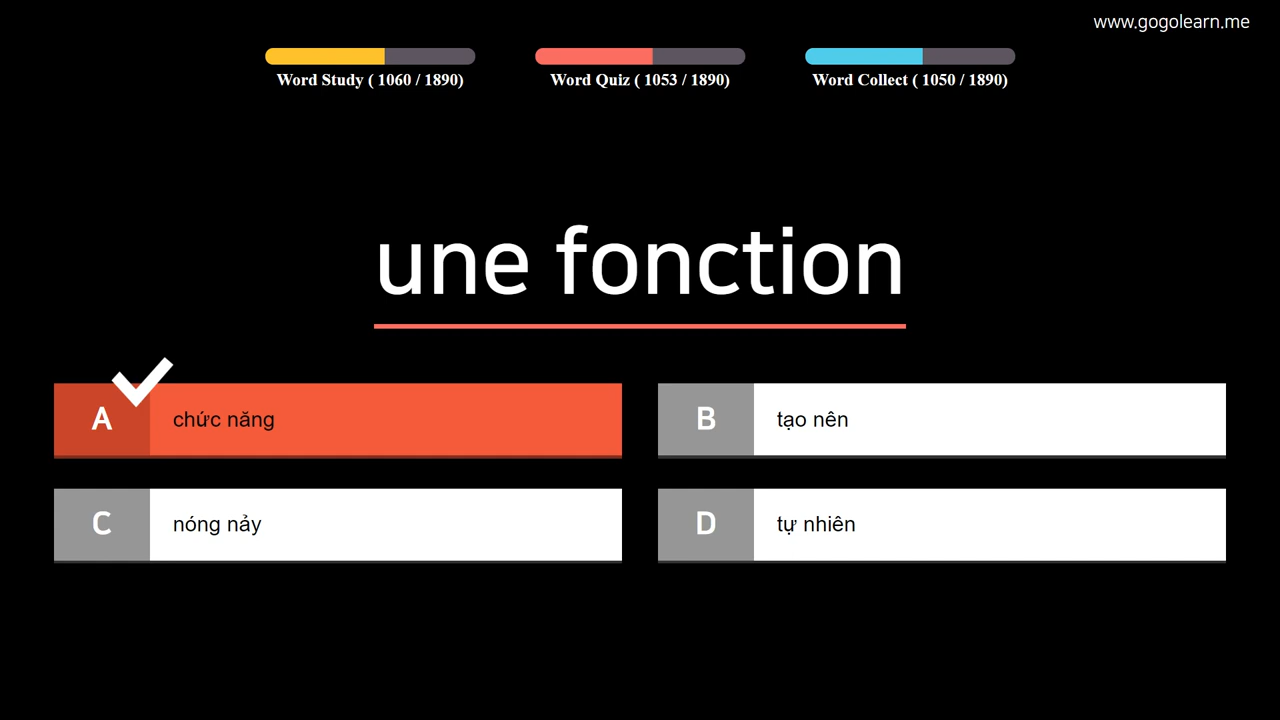 www.gogolearn.me
Word Study ( 1060 / 1890)
Word Quiz ( 1053 / 1890)
Word Collect ( 1050 / 1890)
une fonction
A chức năng
B tạo nên
C nóng nảy
D tự nhiên